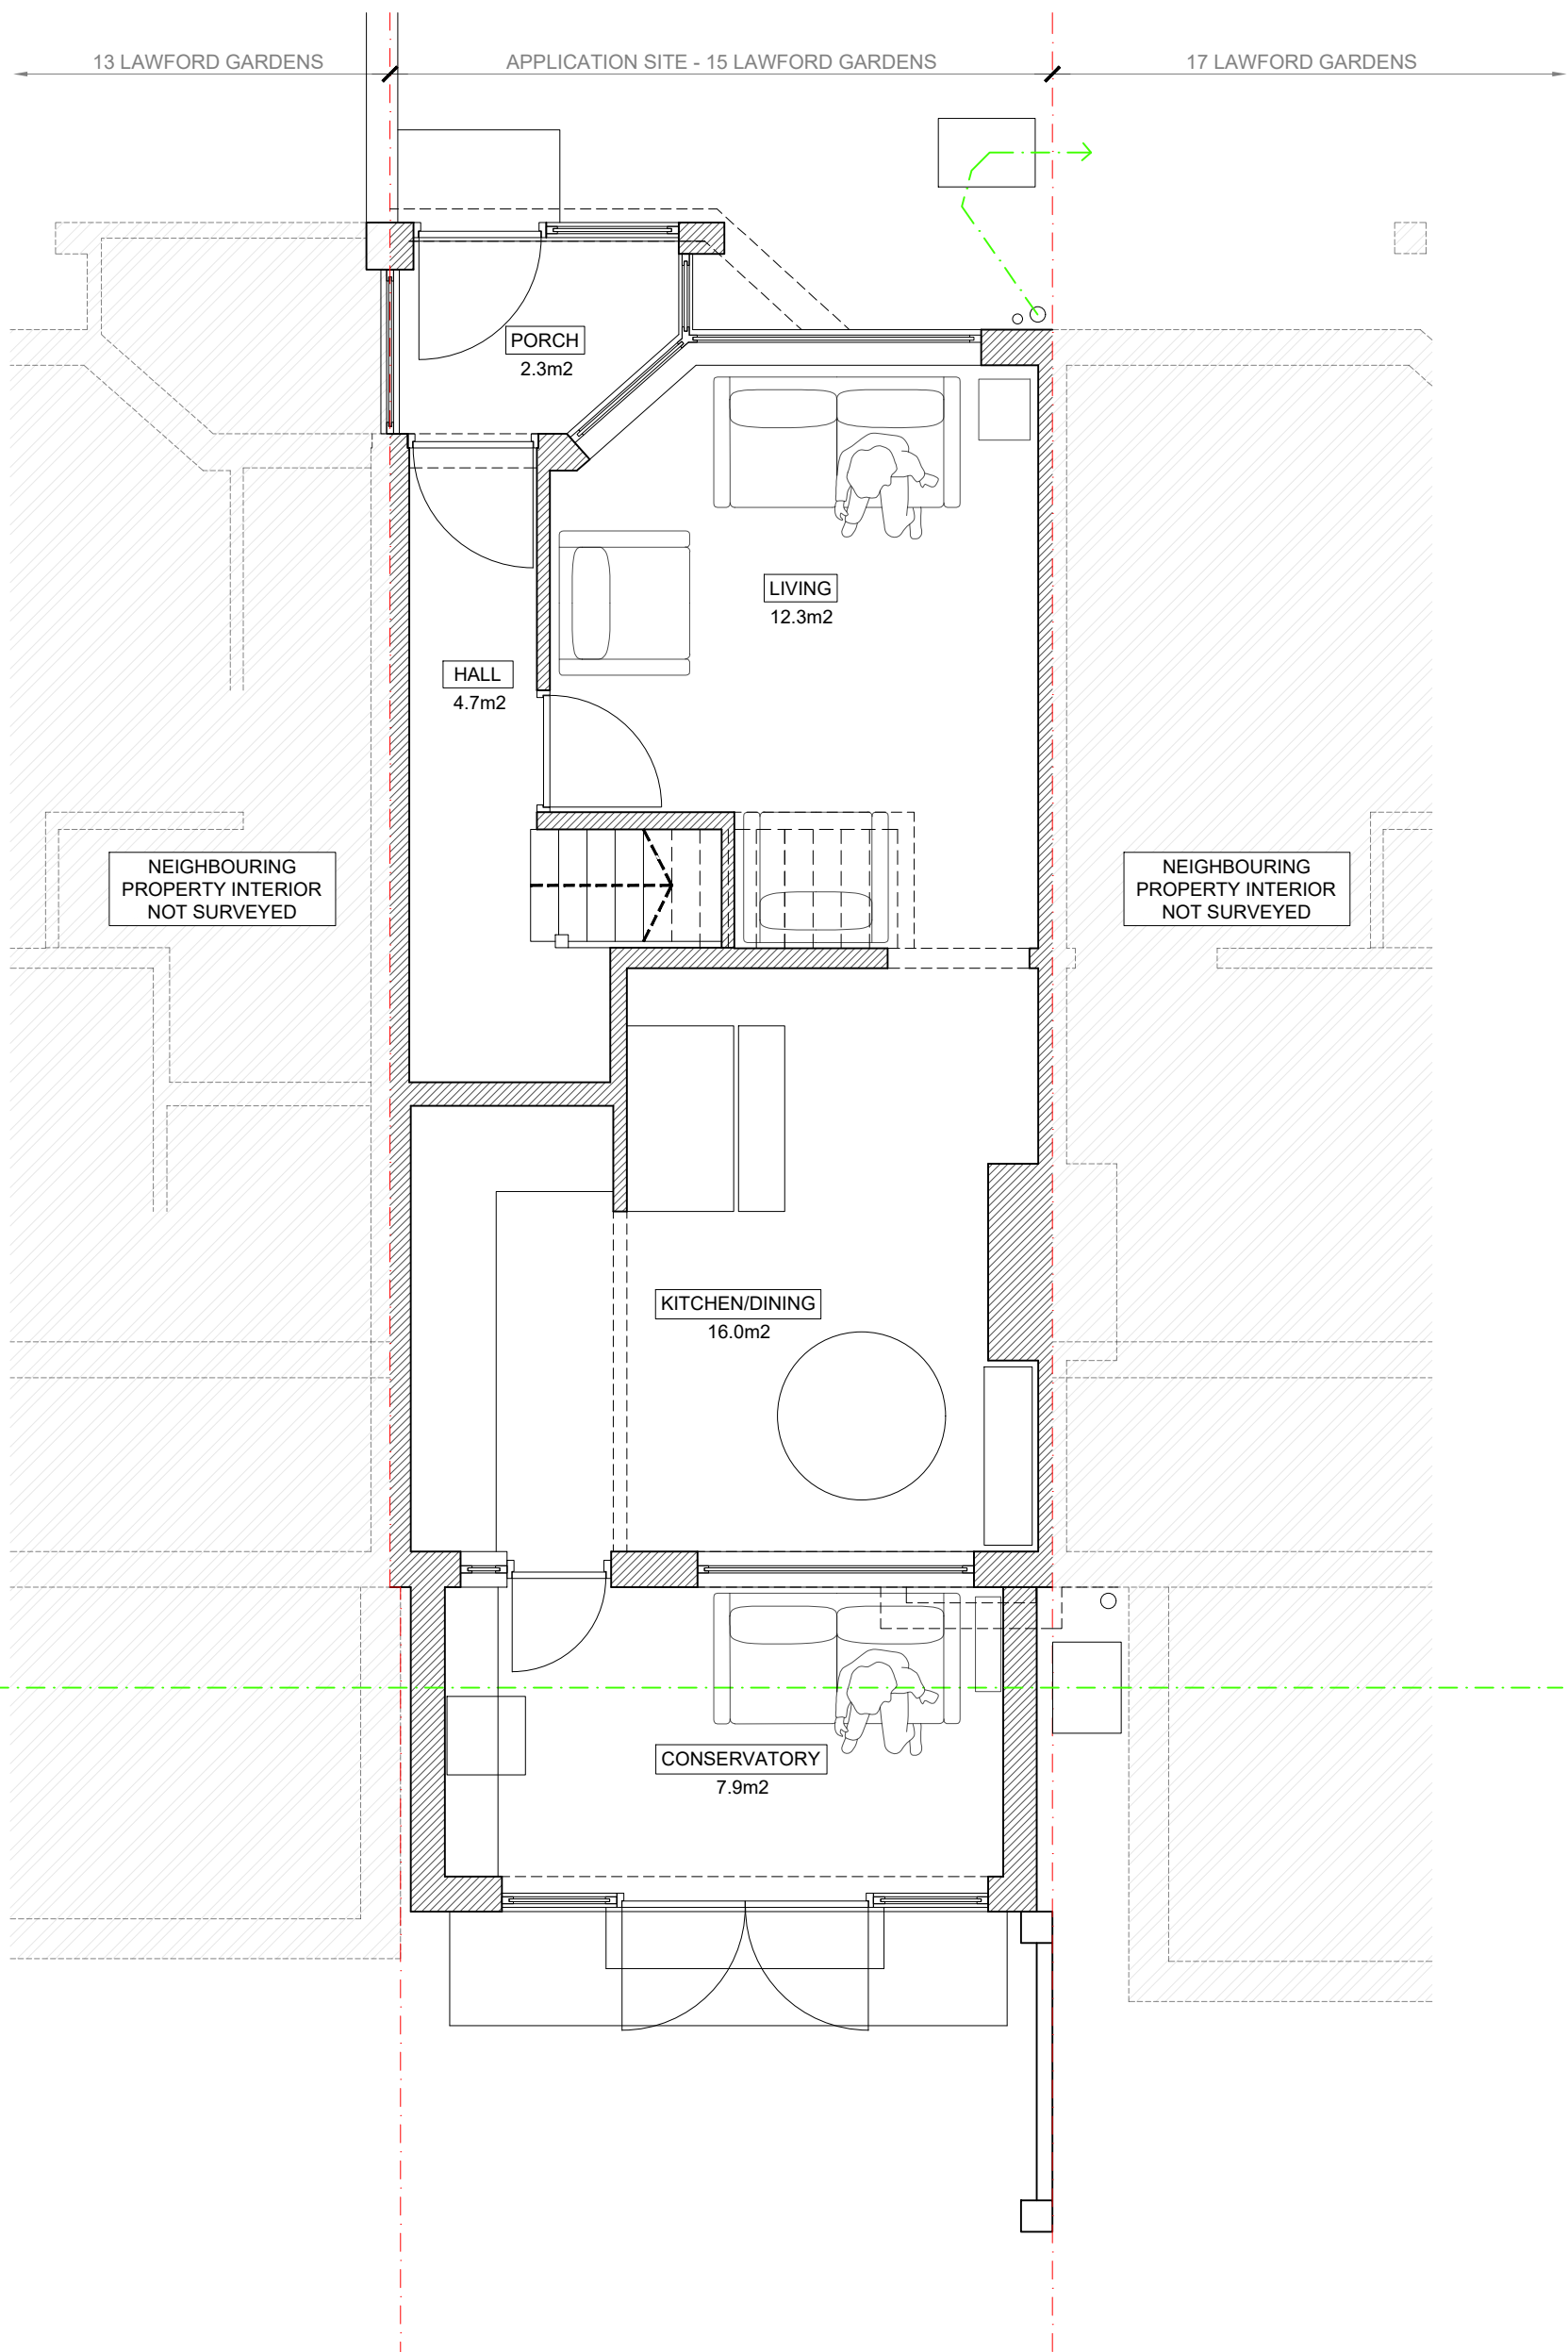 13 LAWFORD GARDENS
APPLICATION SITE - 15 LAWFORD GARDENS
17 LAWFORD GARDENS
PORCH
2.3m2
LIVING
12.3m2
HALL
4.7m2
NEIGHBOURING
PROPERTY INTERIOR
NOT SURVEYED
NEIGHBOURING
PROPERTY INTERIOR
NOT SURVEYED
KITCHEN/DINING
16.0m2
CONSERVATORY
7.9m2